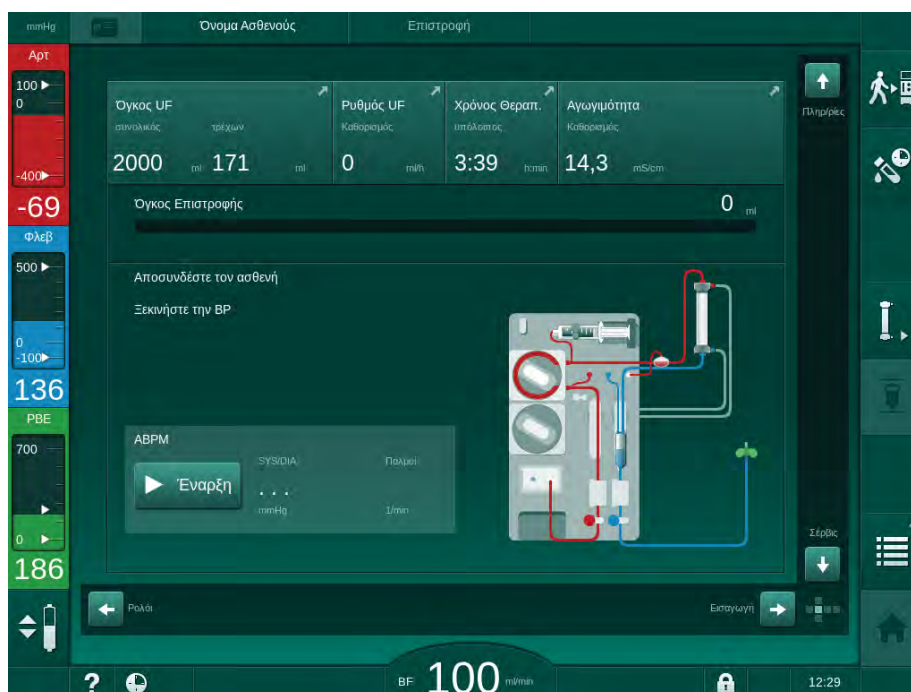 mmHg
Όνομα Ασθενούς
Επιστροφή
Αρτ
100
0
-400
-69
Φλεβ
500
0
-100
136
PBE
700
0
186
Όγκος UF
συνολικός τρέχων
2000 ml 171 ml
Ρυθμός UF
Καθορισμός
0 ml/h
Χρόνος Θεραπ.
υπόλοιπος
3:39 h:min
Αγωγιμότητα
Καθορισμός
14,3 mS/cm
Πληρ/ρίες
Όγκος Επιστροφής 0 ml
Αποσυνδέστε τον ασθενή
Ξεκινήστε την BP
ABPM
SYS/DIA Παλμοί
Έναρξη
. . .
mmHg 1/min
Σέρβις
Ρολόι
Εισαγωγή
? BF 100 ml/min 12:29